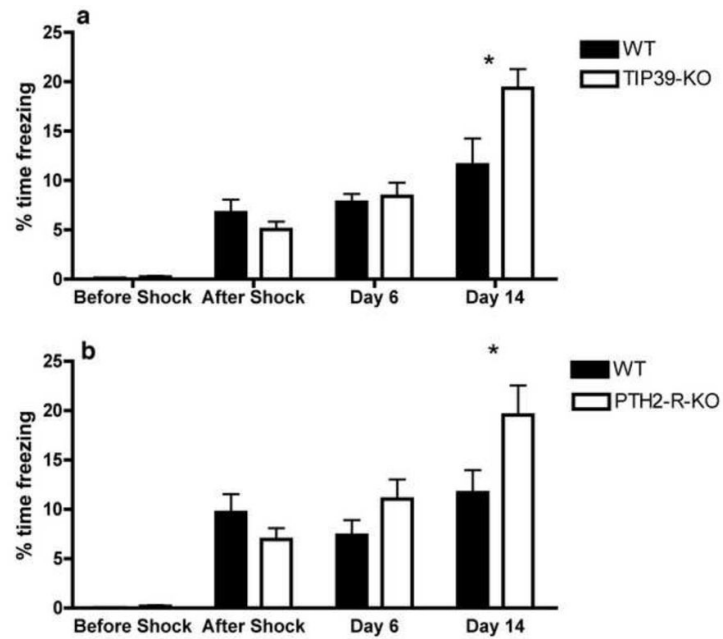 a
25
20
15
10
5
0
% time freezing
*
WT
TIP39-KO
Before Shock After Shock Day 6 Day 14
b
25
20
15
10
5
0
% time freezing
*
WT
PTH2-R-KO
Before Shock After Shock Day 6 Day 14